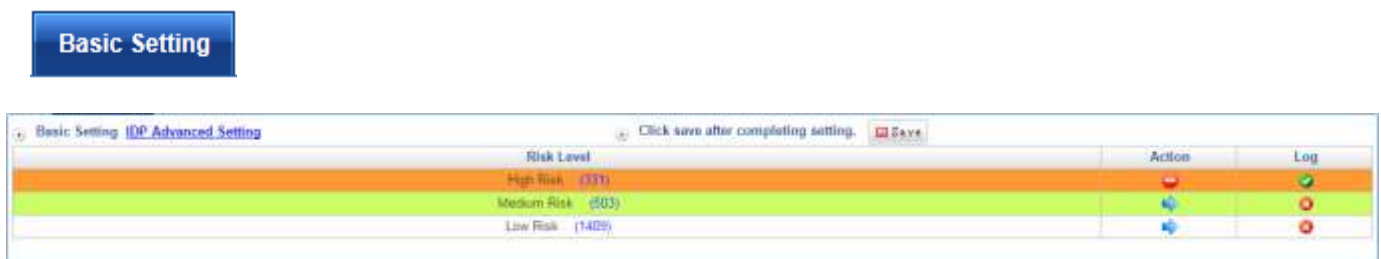 Basic Setting
Basic Setting IDP Advanced Setting Click save after completing setting. Save
Risk Level Action Log
High Risk (331)
Medium Risk (503)
Low Risk (1409)